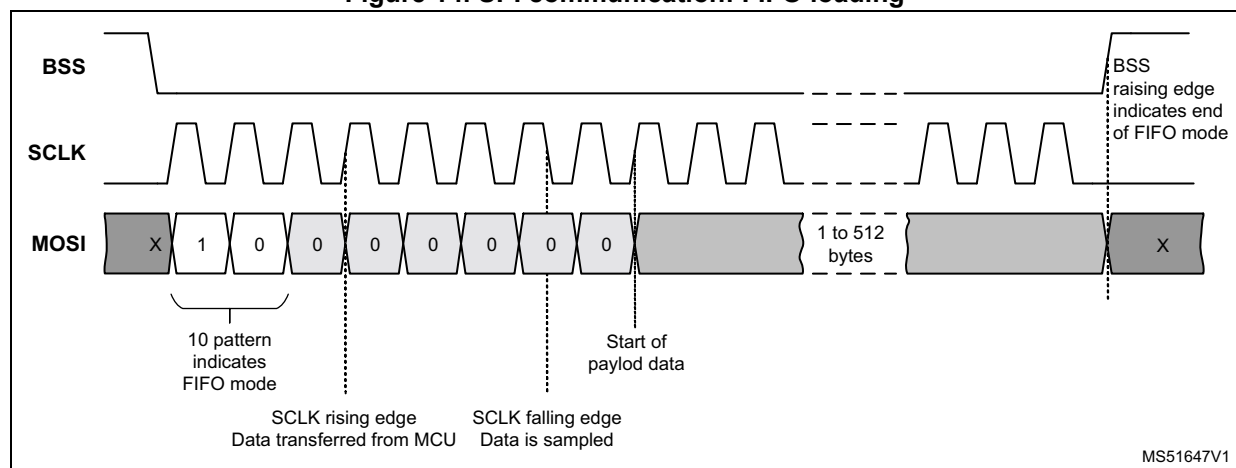 Figure SPI communication: FIFO loading
BSS
BSS
raising edge
indicates end
of FIFO mode
SCLK
MOSI
X 1 0 0 0 0 0 0 0
1 to 512
bytes
X
10 pattern
indicates
FIFO mode
Start of
paylod data
SCLK rising edge
Data transferred from MCU
SCLK falling edge
Data is sampled
MS51647V1